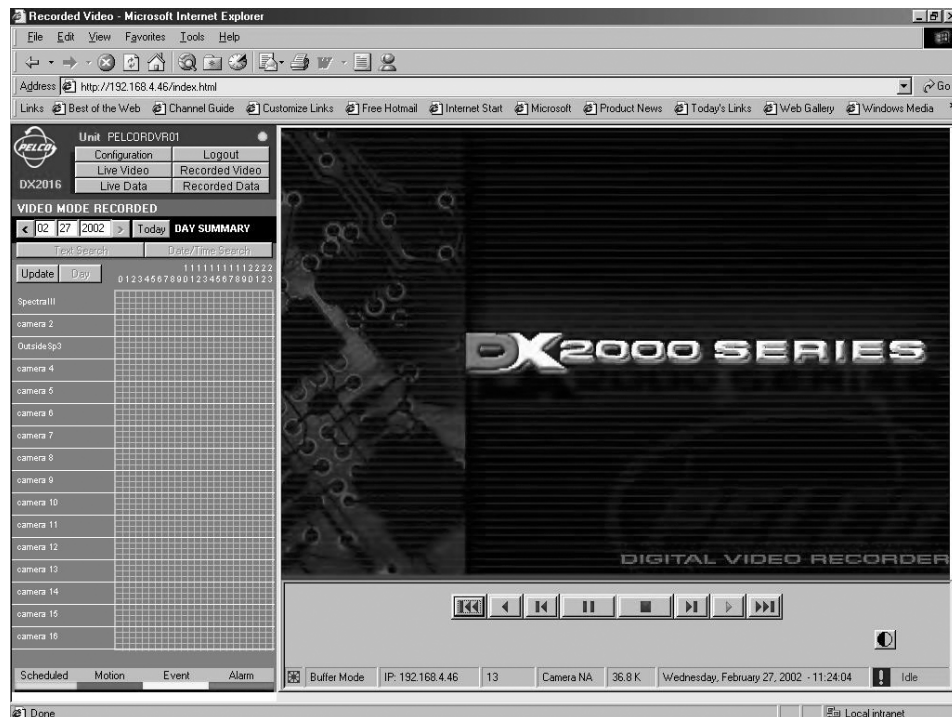 Recorded Video - Microsoft Internet Explorer
File Edit View Favorites Tools Help
Address http://192.168.4.46/index.html Go
Links Best of the Web Channel Guide Customize Links Free Hotmail Internet Start Microsoft Product News Today's Links Web Gallery Windows Media
PELCO
DX2016
Unit PELCORDVR01
Configuration Logout
Live Video Recorded Video
Live Data Recorded Data
VIDEO MODE RECORDED
< 02 27 2002 > Today DAY SUMMARY
Text Search Date/Time Search
Update Day
1 1 1 1 1 1 1 1 1 1 2 2 2 2
0 1 2 3 4 5 6 7 8 9 0 1 2 3 4 5 6 7 8 9 0 1 2 3
SpectraIII
camera 2
OutsideSp3
camera 4
camera 5
camera 6
camera 7
camera 8
camera 9
camera 10
camera 11
camera 12
camera 13
camera 14
camera 15
camera 16
Scheduled Motion Event Alarm
DX2000 SERIES
DIGITAL VIDEO RECORDER
Buffer Mode IP: 192.168.4.46 13 Camera NA 36.8 K Wednesday, February 27, 2002 - 11:24:04 ! Idle
Done Local intranet